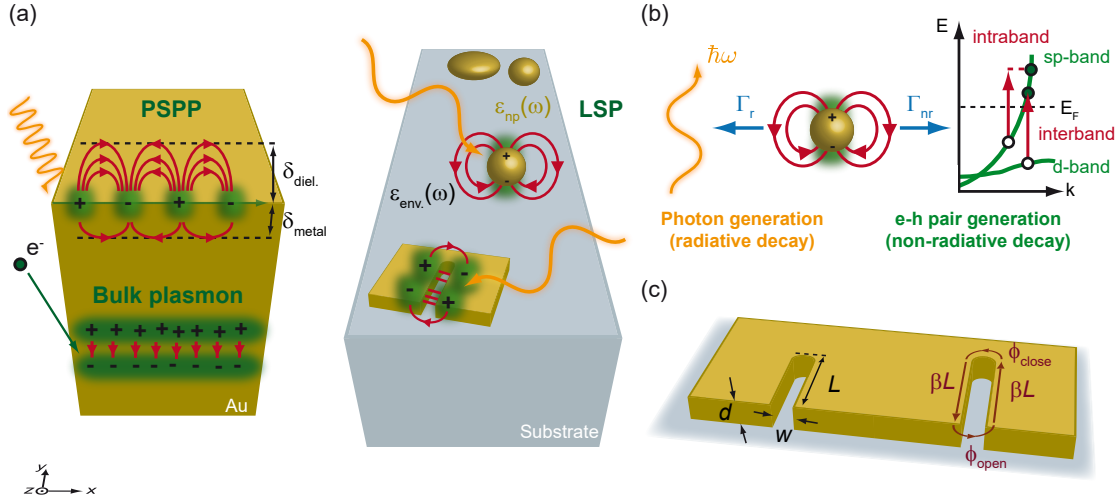 (a)
PSPP
δdiel.
δmetal
+ - + -
e-
Bulk plasmon
+ + + + + + + +
- - - - - - - -
Au
y
z x
εnp(ω)
LSP
+
-
εenv.(ω)
+ -
- +
Substrate
(b)
ħω
Γr
+
-
Γnr
E
intraband
sp-band
EF
interband
d-band
k
Photon generation
(radiative decay)
e-h pair generation
(non-radiative decay)
(c)
L
d
w
ϕclose
βL
βL
ϕopen